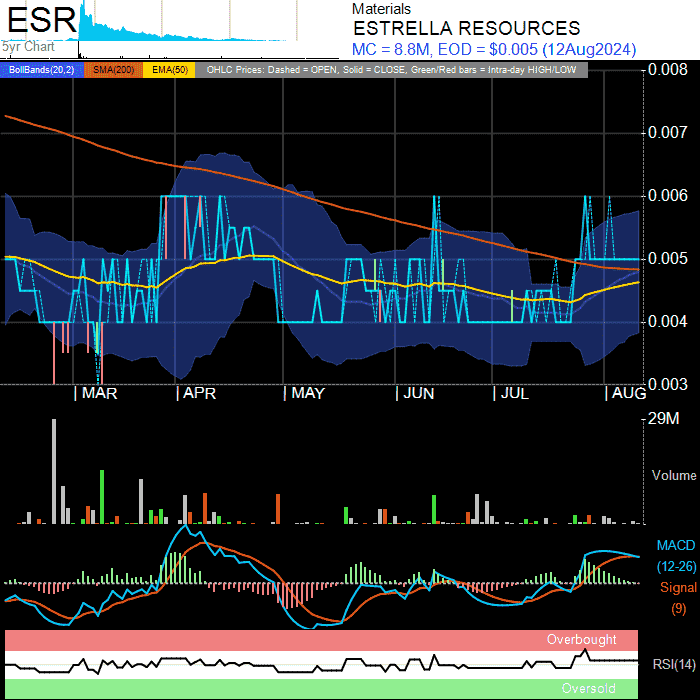 ESR
5yr Chart
Materials
ESTRELLA RESOURCES
MC = 8.8M, EOD = $0.005 (12Aug2024)
BollBands(20,2) SMA(200) EMA(50) OHLC Prices: Dashed = OPEN, Solid = CLOSE, Green/Red bars = Intra-day HIGH/LOW
0.008
0.007
0.006
0.005
0.004
0.003
| MAR | APR | MAY | JUN | JUL | AUG
29M
Volume
MACD
(12-26)
Signal
(9)
Overbought
RSI(14)
Oversold